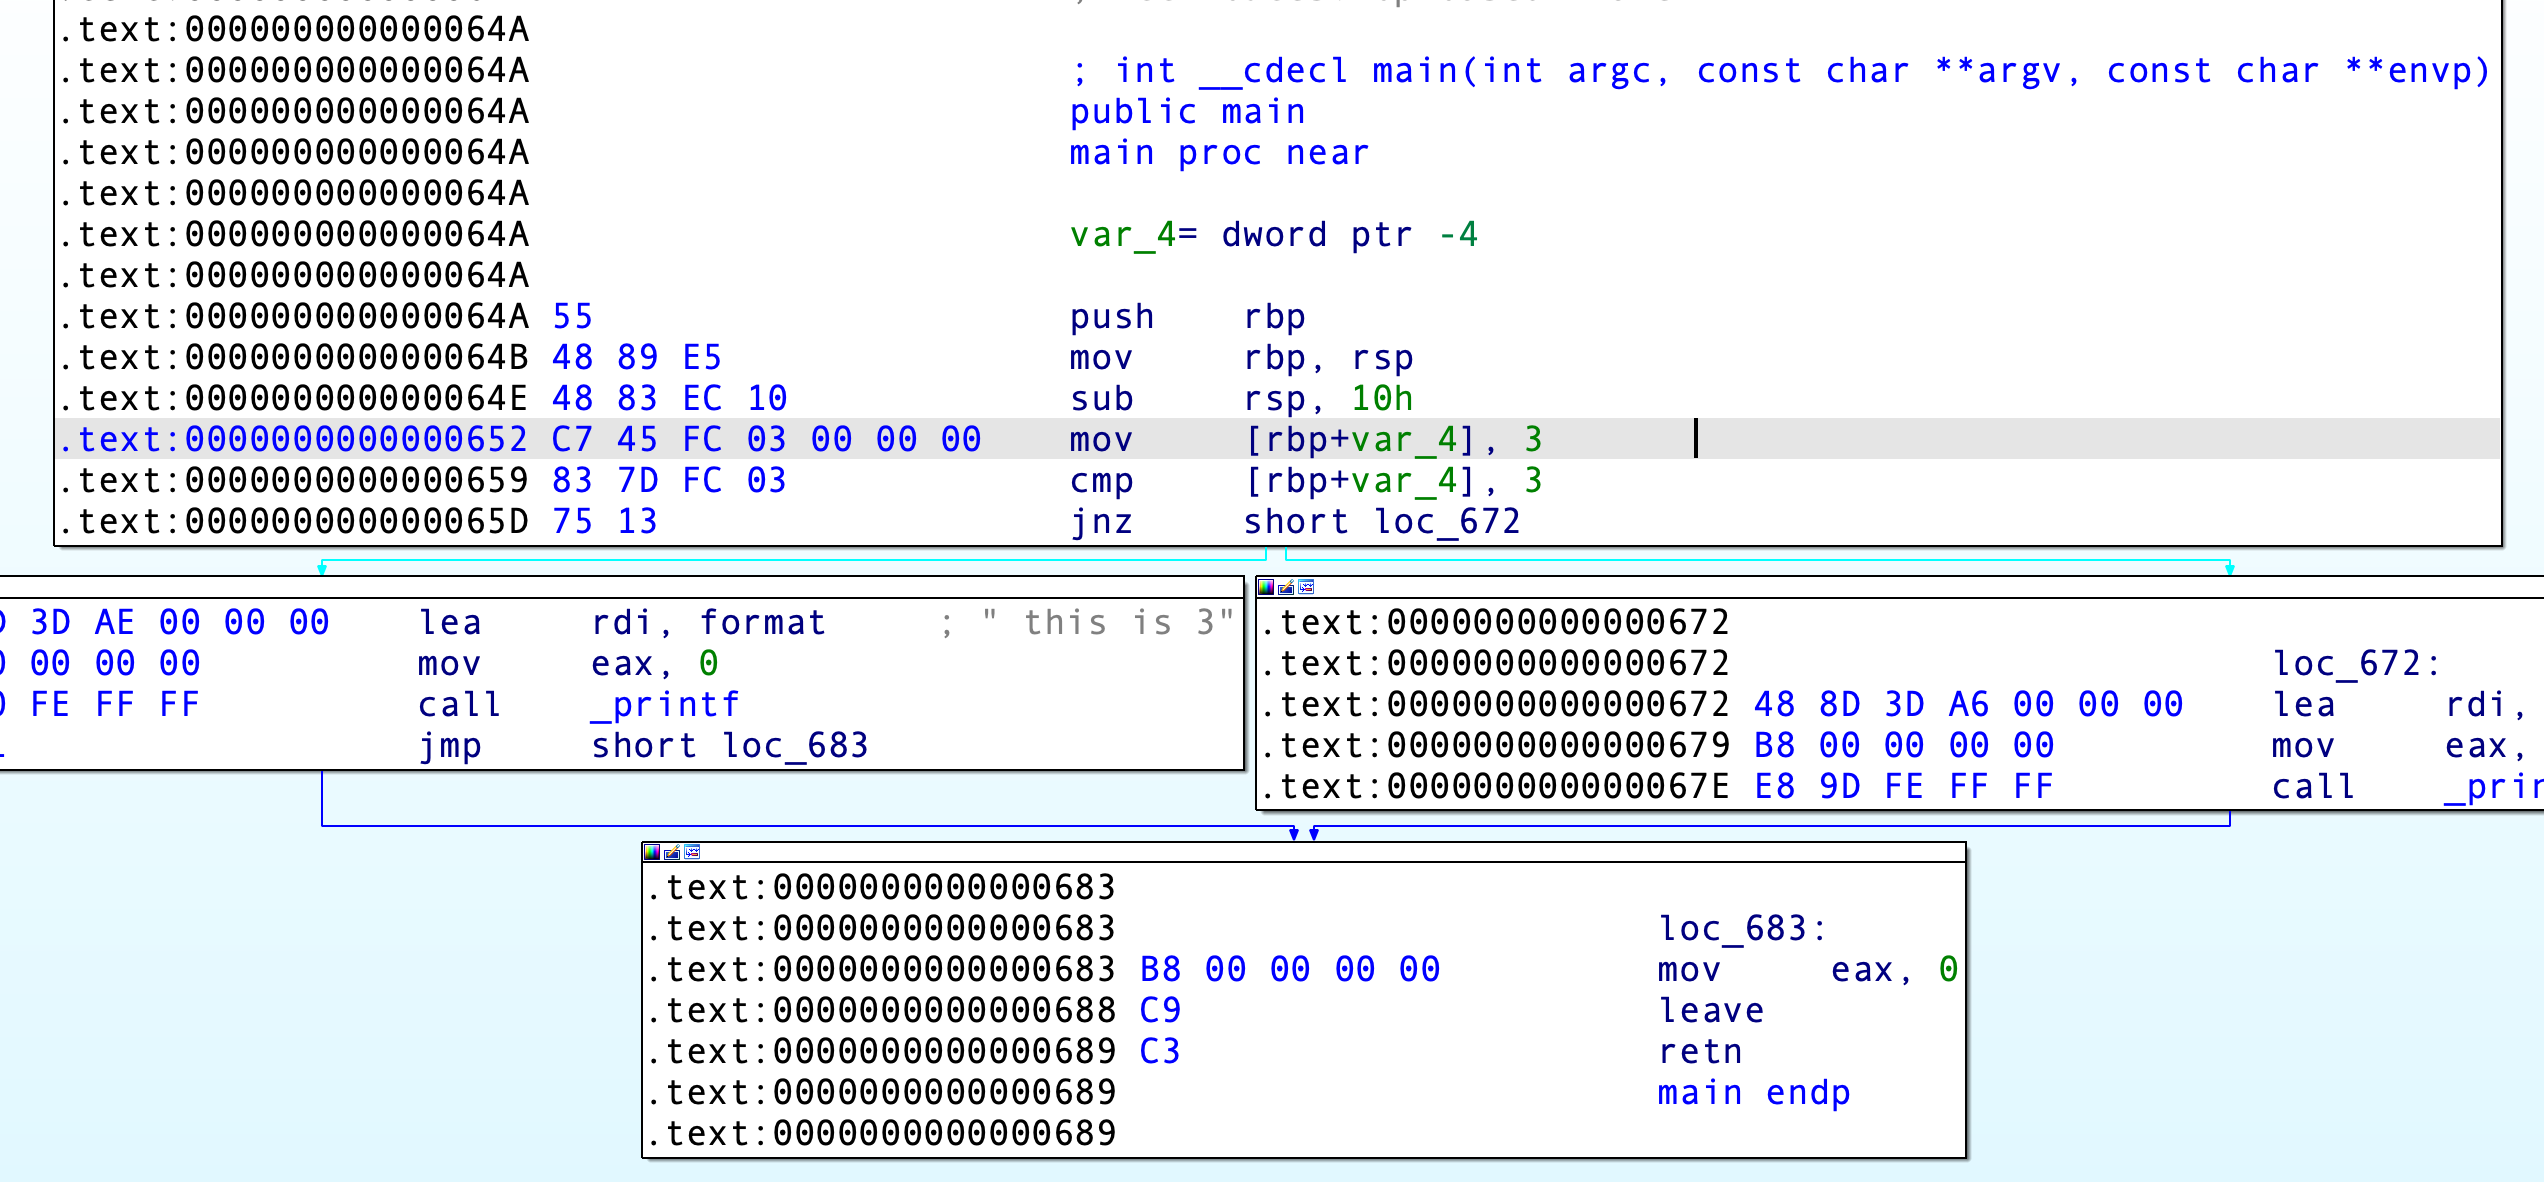 .text:000000000000064A
.text:000000000000064A ; int __cdecl main(int argc, const char **argv, const char **envp)
.text:000000000000064A public main
.text:000000000000064A main proc near
.text:000000000000064A
.text:000000000000064A var_4= dword ptr -4
.text:000000000000064A
.text:000000000000064A 55 push rbp
.text:000000000000064B 48 89 E5 mov rbp, rsp
.text:000000000000064E 48 83 EC 10 sub rsp, 10h
.text:0000000000000652 C7 45 FC 03 00 00 00 mov [rbp+var_4], 3
.text:0000000000000659 83 7D FC 03 cmp [rbp+var_4], 3
.text:000000000000065D 75 13 jnz short loc_672
3D AE 00 00 00 lea rdi, format ; " this is 3"
00 00 00 mov eax, 0
FE FF FF call _printf
jmp short loc_683
.text:0000000000000672
.text:0000000000000672 loc_672:
.text:0000000000000672 48 8D 3D A6 00 00 00 lea rdi,
.text:0000000000000679 B8 00 00 00 00 mov eax,
.text:000000000000067E E8 9D FE FF FF call
.text:0000000000000683
.text:0000000000000683 loc_683:
.text:0000000000000683 B8 00 00 00 00 mov eax, 0
.text:0000000000000688 C9 leave
.text:0000000000000689 C3 retn
.text:0000000000000689 main endp
.text:0000000000000689